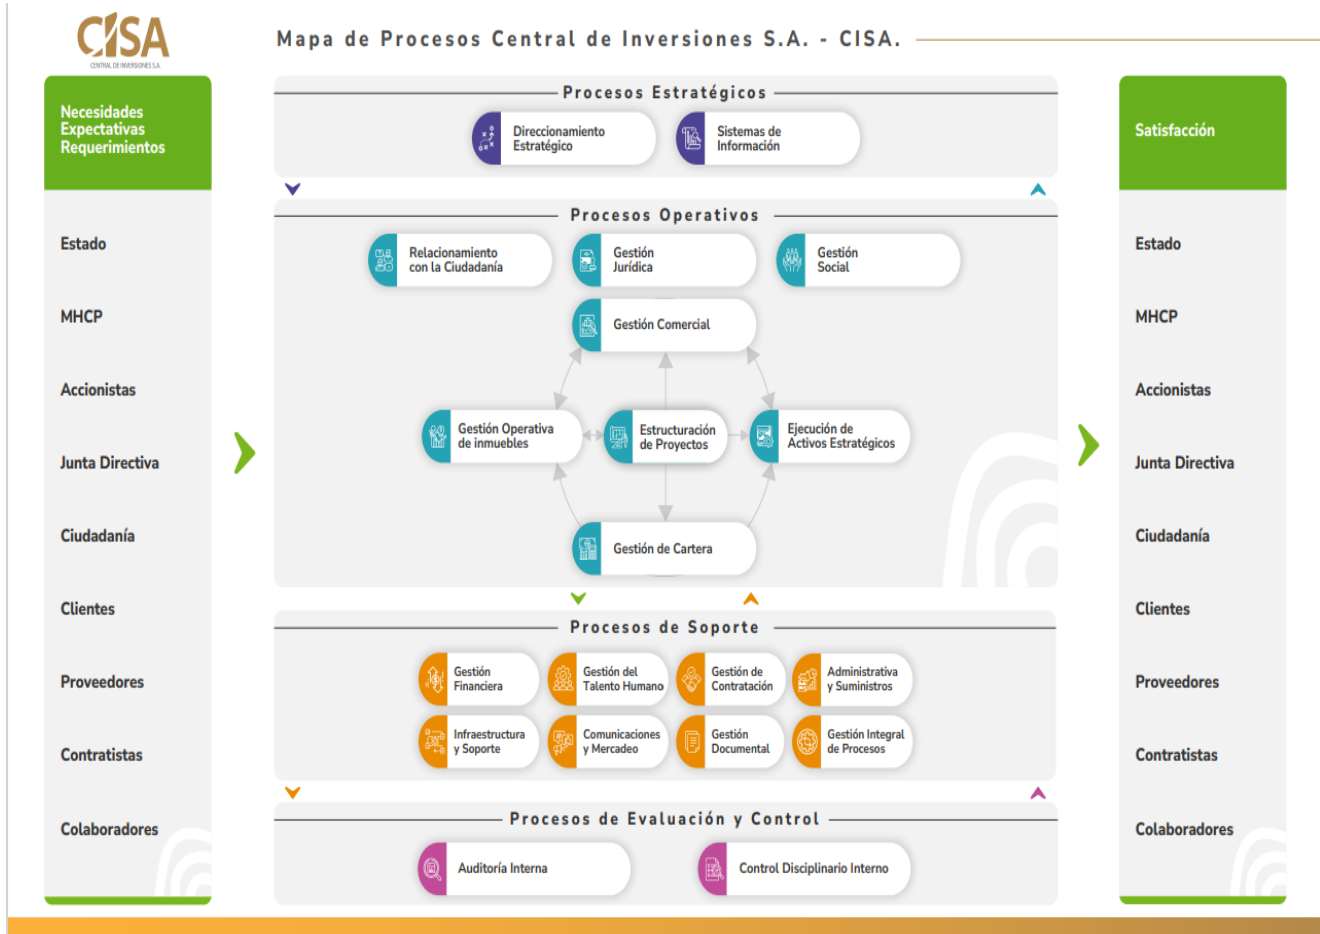 CISA
CENTRAL DE INVERSIONES S.A.
Mapa de Procesos Central de Inversiones S.A. - CISA.
Necesidades
Expectativas
Requerimientos
Estado
MHCP
Accionistas
Junta Directiva
Ciudadanía
Clientes
Proveedores
Contratistas
Colaboradores
Procesos Estratégicos
Direccionamiento
Estratégico
Sistemas de
Información
Procesos Operativos
Relacionamiento
con la Ciudadanía
Gestión
Jurídica
Gestión
Social
Gestión Comercial
Gestión Operativa
de inmuebles
Estructuración
de Proyectos
Ejecución de
Activos Estratégicos
Gestión de Cartera
Procesos de Soporte
Gestión
Financiera
Gestión del
Talento Humano
Gestión de
Contratación
Administrativa
y Suministros
Infraestructura
y Soporte
Comunicaciones
y Mercadeo
Gestión
Documental
Gestión Integral
de Procesos
Procesos de Evaluación y Control
Auditoría Interna
Control Disciplinario Interno
Satisfacción
Estado
MHCP
Accionistas
Junta Directiva
Ciudadanía
Clientes
Proveedores
Contratistas
Colaboradores